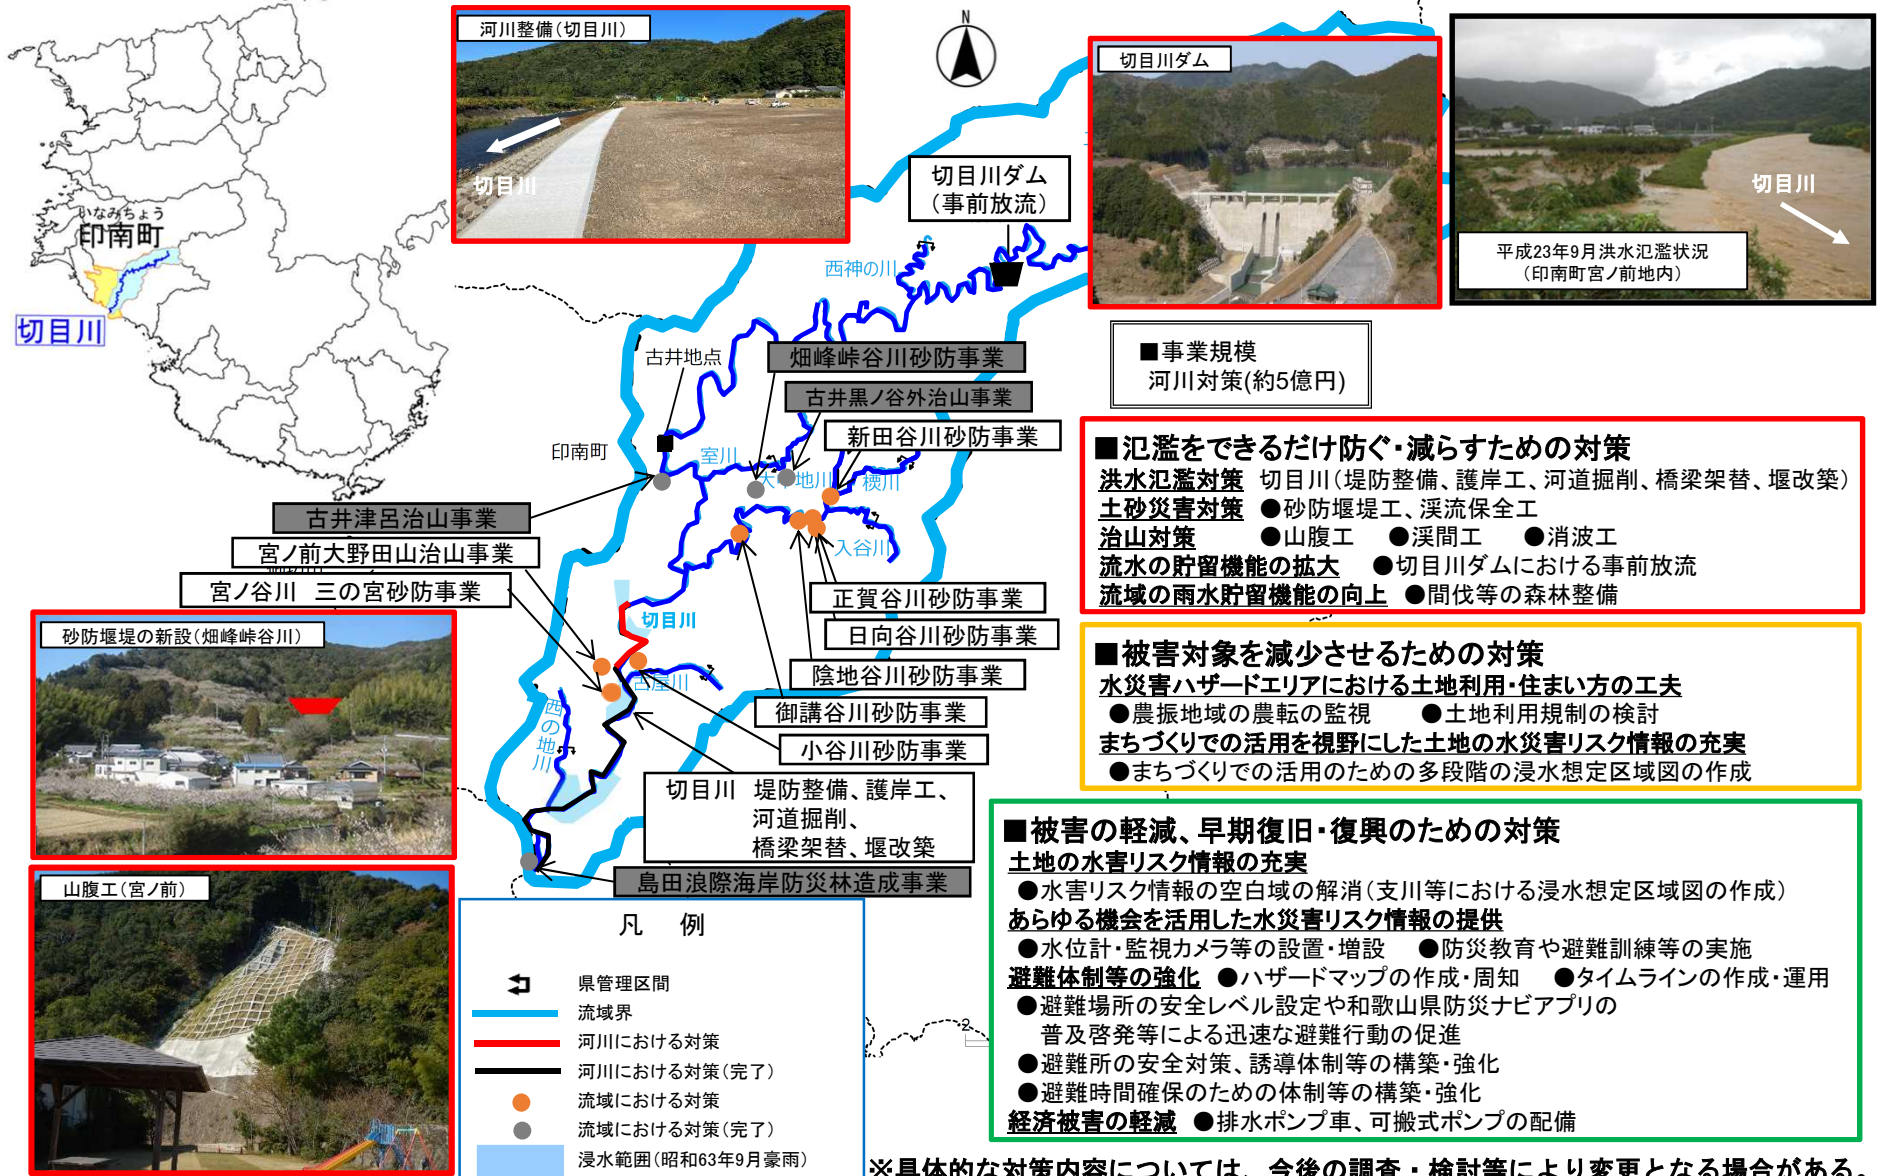 いなみちょう
印南町
切目川
河川整備(切目川)
切目川
N
切目川ダム
(事前放流)
切目川ダム
切目川
平成23年9月洪水氾濫状況
(印南町宮ノ前地内)
西神の川
古井地点
印南町
室川
横川
入谷川
切目川
古屋川
西の地川
畑峰峠谷川砂防事業
古井黒ノ谷外治山事業
新田谷川砂防事業
古井津呂治山事業
宮ノ前大野田山治山事業
宮ノ谷川 三の宮砂防事業
正賀谷川砂防事業
日向谷川砂防事業
陰地谷川砂防事業
御講谷川砂防事業
小谷川砂防事業
切目川 堤防整備、護岸工、
河道掘削、
橋梁架替、堰改築
島田浪際海岸防災林造成事業
砂防堰堤の新設(畑峰峠谷川)
山腹工(宮ノ前)
凡 例
県管理区間
流域界
河川における対策
河川における対策(完了)
流域における対策
流域における対策(完了)
浸水範囲(昭和63年9月豪雨)
■事業規模
河川対策(約5億円)
■氾濫をできるだけ防ぐ・減らすための対策
洪水氾濫対策 切目川(堤防整備、護岸工、河道掘削、橋梁架替、堰改築)
土砂災害対策 ●砂防堰堤工、渓流保全工
治山対策 ●山腹工 ●渓間工 ●消波工
流水の貯留機能の拡大 ●切目川ダムにおける事前放流
流域の雨水貯留機能の向上 ●間伐等の森林整備
■被害対象を減少させるための対策
水災害ハザードエリアにおける土地利用・住まい方の工夫
●農振地域の農転の監視 ●土地利用規制の検討
まちづくりでの活用を視野にした土地の水災害リスク情報の充実
●まちづくりでの活用のための多段階の浸水想定区域図の作成
■被害の軽減、早期復旧・復興のための対策
土地の水害リスク情報の充実
●水害リスク情報の空白域の解消(支川等における浸水想定区域図の作成)
あらゆる機会を活用した水災害リスク情報の提供
●水位計・監視カメラ等の設置・増設 ●防災教育や避難訓練等の実施
避難体制等の強化 ●ハザードマップの作成・周知 ●タイムラインの作成・運用
●避難場所の安全レベル設定や和歌山県防災ナビアプリの
普及啓発等による迅速な避難行動の促進
●避難所の安全対策、誘導体制等の構築・強化
●避難時間確保のための体制等の構築・強化
経済被害の軽減 ●排水ポンプ車、可搬式ポンプの配備
※具体的な対策内容については、今後の調査・検討等により変更となる場合がある。